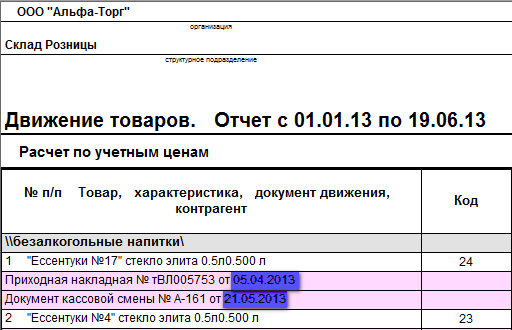 ООО "Альфа-Торг"
организация
Склад Розницы
структурное подразделение
Движение товаров. Отчет с 01.01.13 по 19.06.13
Расчет по учетным ценам
№ п/п Товар, характеристика, документ движения, контрагент Код
\\безалкогольные напитки\
1 "Ессентуки №17" стекло элита 0.5л0.500 л 24
Приходная накладная № тВЛ005753 от 05.04.2013
Документ кассовой смены № А-161 от 21.05.2013
2 "Ессентуки №4" стекло элита 0.5л0.500 л 23